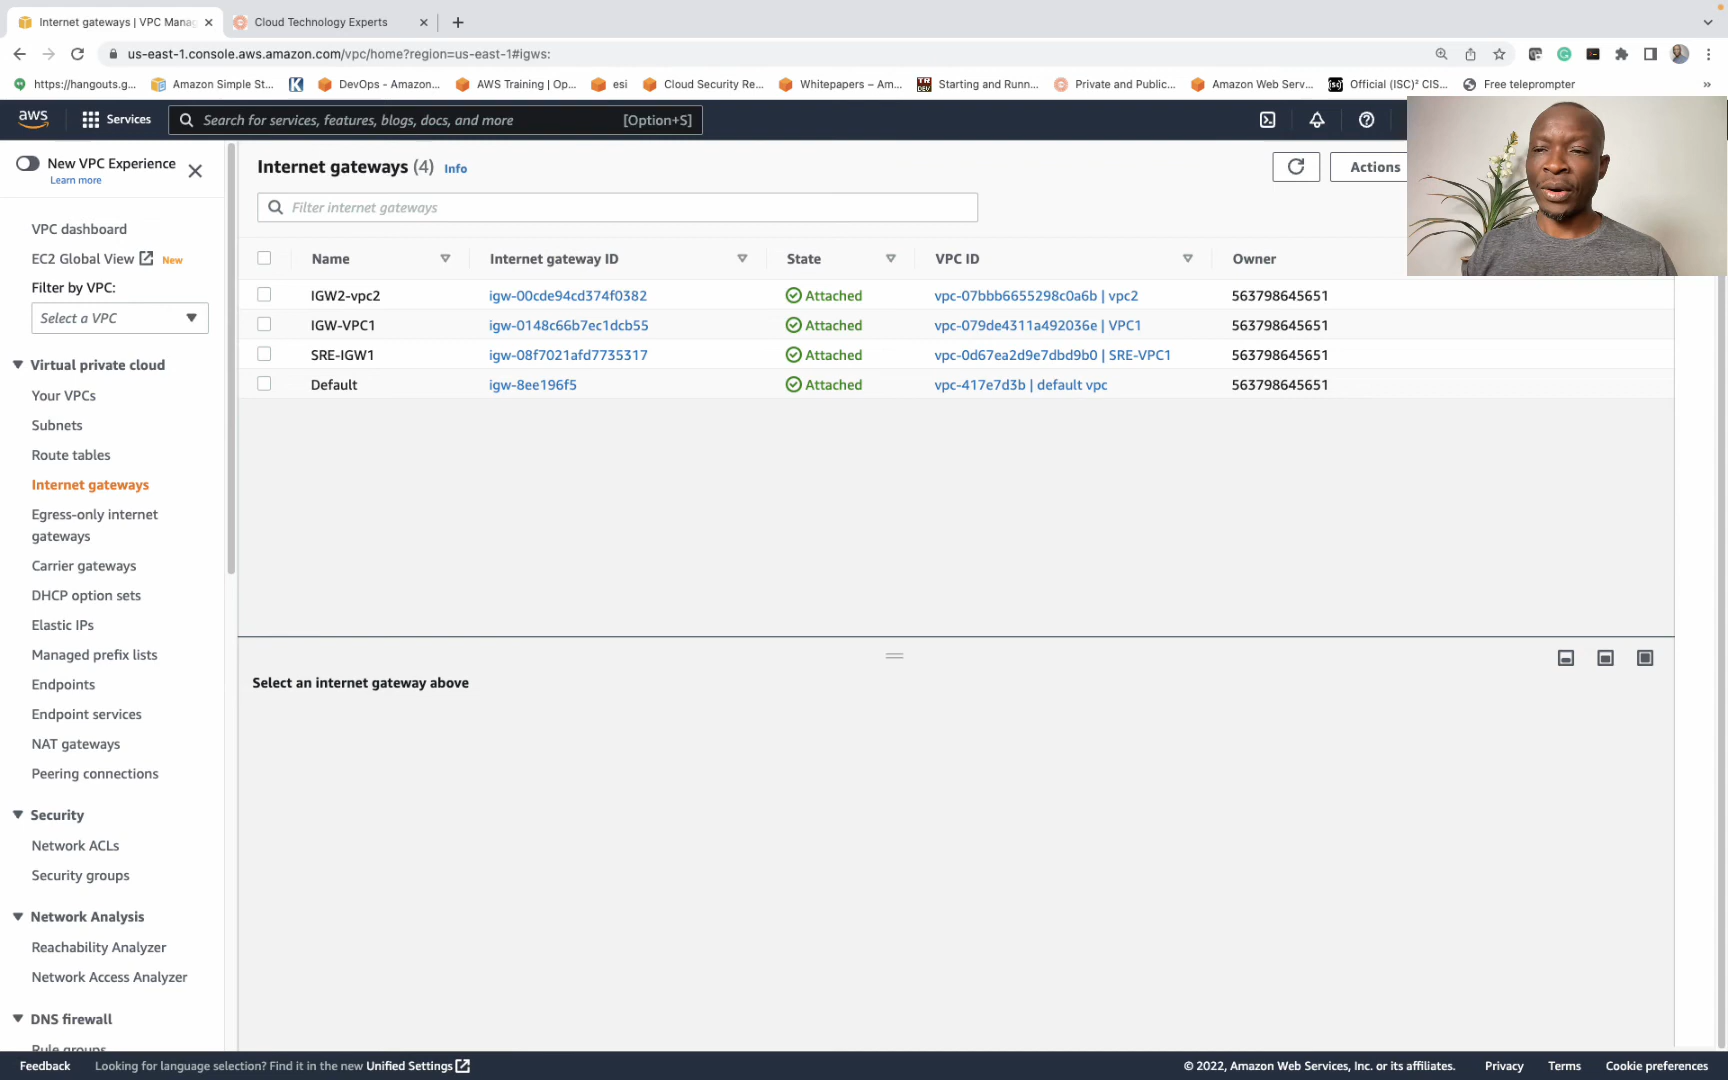 Internet gateways | VPC Mana
Cloud Technology Experts
us-east-1.console.aws.amazon.com/vpc/home?region=us-east-1#igws:
https://hangouts.g... Amazon Simple St... DevOps - Amazon... AWS Training | Op... esi Cloud Security Re... Whitepapers – Am... Starting and Runn... Private and Public... Amazon Web Serv... Official (ISC)² CIS... Free teleprompter »
aws Services Search for services, features, blogs, docs, and more [Option+S]
New VPC Experience
Learn more
VPC dashboard
EC2 Global View New
Filter by VPC:
Select a VPC
Virtual private cloud
Your VPCs
Subnets
Route tables
Internet gateways
Egress-only internet
gateways
Carrier gateways
DHCP option sets
Elastic IPs
Managed prefix lists
Endpoints
Endpoint services
NAT gateways
Peering connections
Security
Network ACLs
Security groups
Network Analysis
Reachability Analyzer
Network Access Analyzer
DNS firewall
Rule groups
Internet gateways (4) Info
Actions
Filter internet gateways
Name Internet gateway ID State VPC ID Owner
IGW2-vpc2 igw-00cde94cd374f0382 Attached vpc-07bbb6655298c0a6b | vpc2 563798645651
IGW-VPC1 igw-0148c66b7ec1dcb55 Attached vpc-079de4311a492036e | VPC1 563798645651
SRE-IGW1 igw-08f7021afd7735317 Attached vpc-0d67ea2d9e7dbd9b0 | SRE-VPC1 563798645651
Default igw-8ee196f5 Attached vpc-417e7d3b | default vpc 563798645651
Select an internet gateway above
Feedback Looking for language selection? Find it in the new Unified Settings © 2022, Amazon Web Services, Inc. or its affiliates. Privacy Terms Cookie preferences